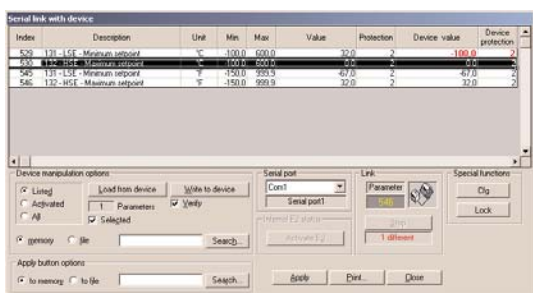 Serial link with device
Index Description Unit Min Max Value Protection Device value Device protection
529 131 - LSE - Minimum setpoint °C -100,0 600,0 32,0 2 -100,0 2
530 132 - HSE - Maximum setpoint °C -100,0 600,0 0,0 2 0,0 2
545 131 - LSE - Minimum setpoint °F -150,0 999,9 -67,0 2 -67,0 2
546 132 - HSE - Maximum setpoint °F -150,0 999,9 32,0 2 32,0 2
Device manipulation options Serial port Link Special functions
Listed Load from device Write to device Com1 Parameter Cfg
Activated 1 Parameters Verify Serial port1 546 Lock
All Selected Internal E2 status Stop
memory file Search... Activate E2 1 different
Apply button options
to memory to file Search... Apply Print... Close